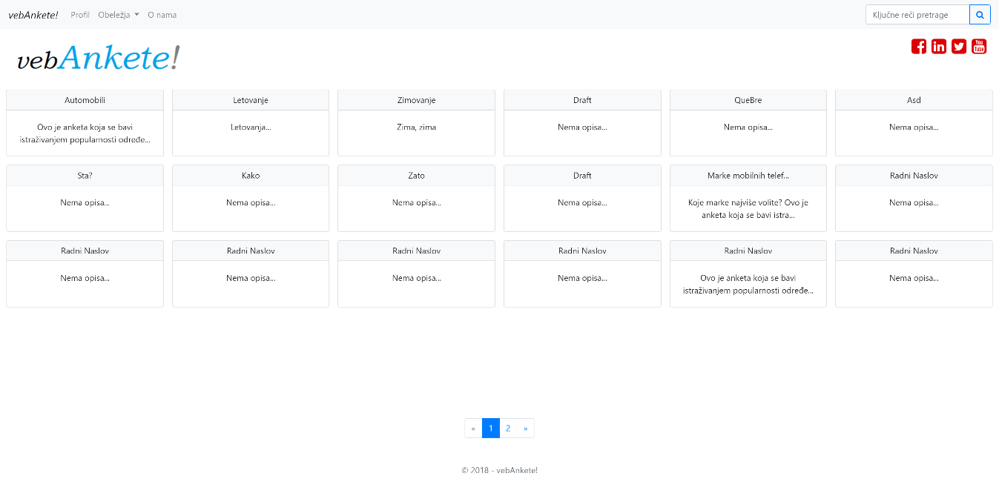 vebAnkete! Profil Obeležja O nama Ključne reči pretrage
vebAnkete!
You
Tube
Automobili Letovanje Zimovanje Draft QueBre Asd
Ovo je anketa koja se bavi
istraživanjem popularnosti određe...
Letovanja...
Zima, zima
Nema opisa...
Nema opisa...
Nema opisa...
Sta? Kako Zato Draft Marke mobilnih telef... Radni Naslov
Nema opisa...
Nema opisa...
Nema opisa...
Nema opisa...
Koje marke najviše volite? Ovo je
anketa koja se bavi istra...
Nema opisa...
Radni Naslov Radni Naslov Radni Naslov Radni Naslov Radni Naslov Radni Naslov
Nema opisa...
Nema opisa...
Nema opisa...
Nema opisa...
Ovo je anketa koja se bavi
istraživanjem popularnosti određe...
Nema opisa...
« 1 2 »
© 2018 - vebAnkete!